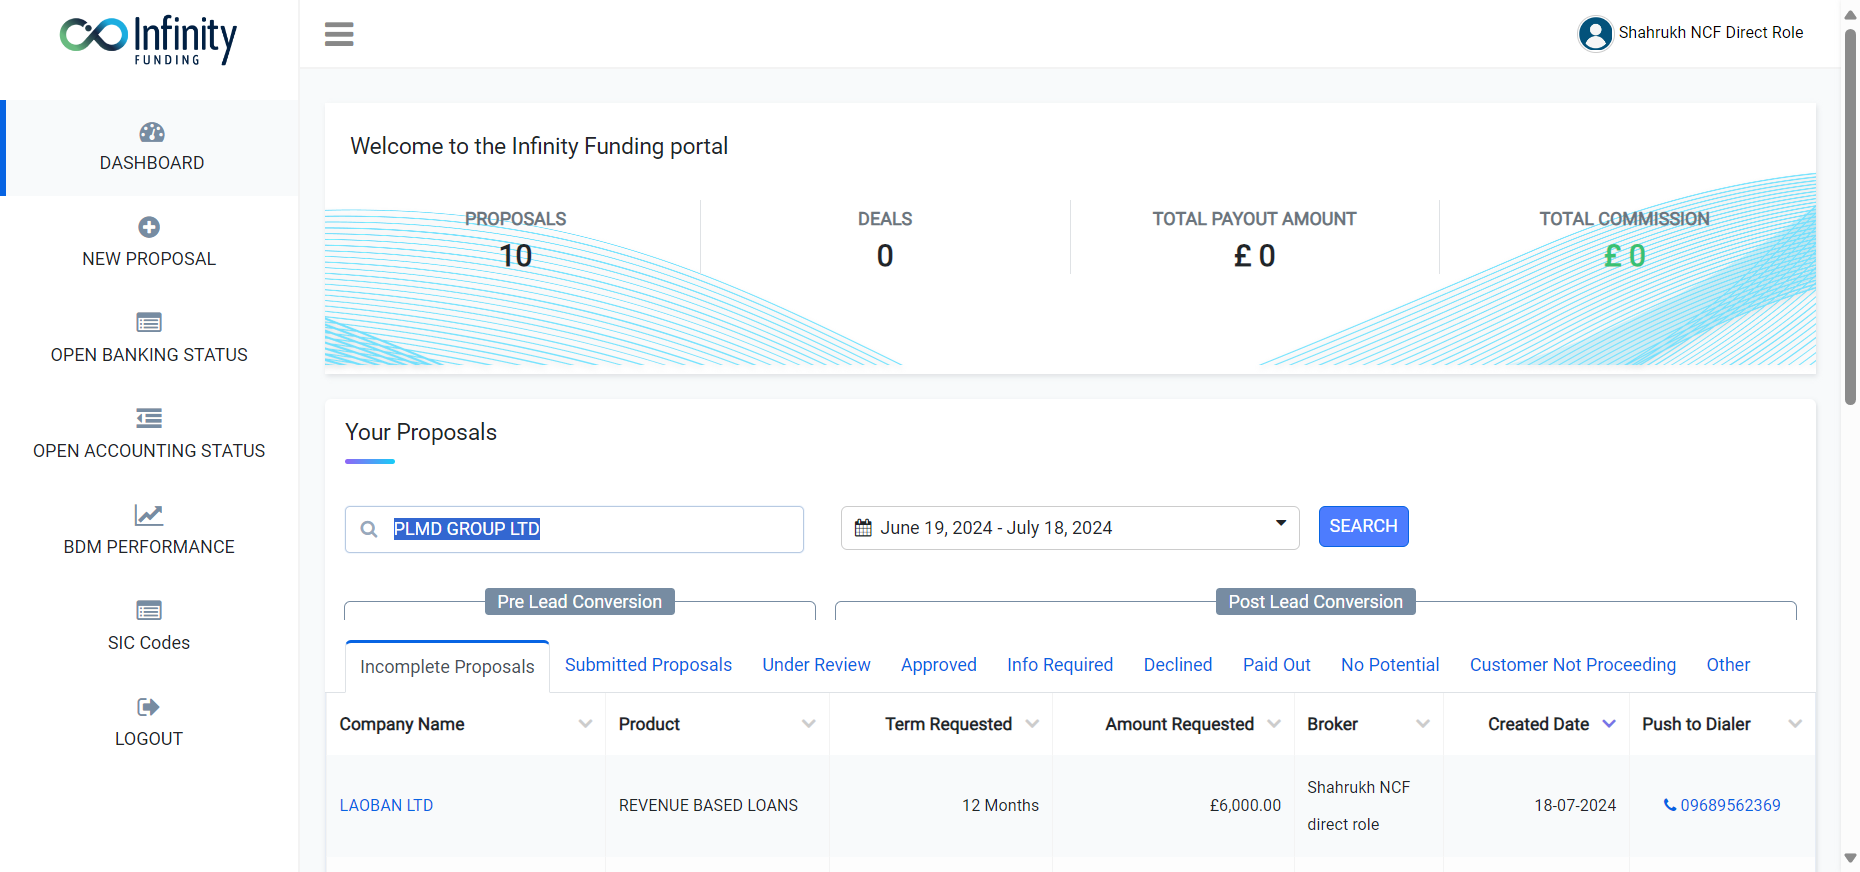 Infinity
FUNDING
Shahrukh NCF Direct Role
DASHBOARD
NEW PROPOSAL
OPEN BANKING STATUS
OPEN ACCOUNTING STATUS
BDM PERFORMANCE
SIC Codes
LOGOUT
Welcome to the Infinity Funding portal
PROPOSALS
10
DEALS
0
TOTAL PAYOUT AMOUNT
£ 0
TOTAL COMMISSION
£ 0
Your Proposals
PLMD GROUP LTD
June 19, 2024 - July 18, 2024
SEARCH
Pre Lead Conversion
Post Lead Conversion
Incomplete Proposals
Submitted Proposals
Under Review
Approved
Info Required
Declined
Paid Out
No Potential
Customer Not Proceeding
Other
Company Name
Product
Term Requested
Amount Requested
Broker
Created Date
Push to Dialer
LAOBAN LTD
REVENUE BASED LOANS
12 Months
£6,000.00
Shahrukh NCF
direct role
18-07-2024
09689562369